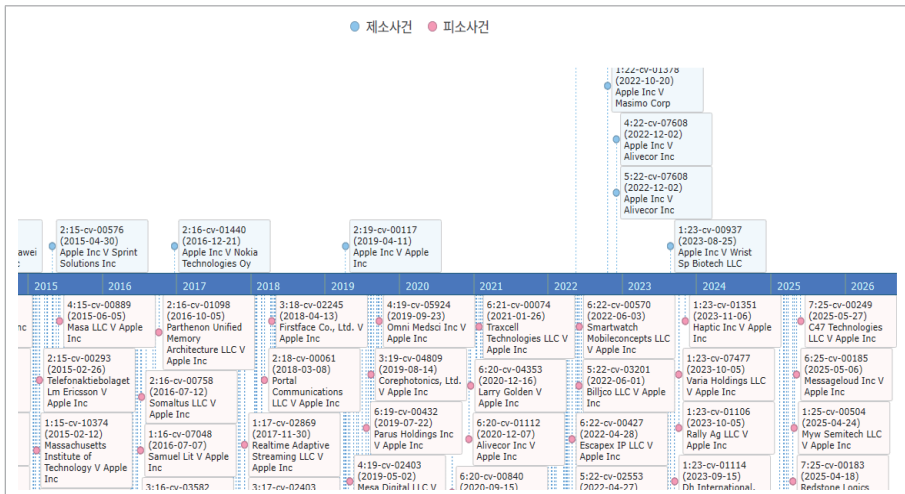 제소사건 피소사건
1:22-cv-01378
(2022-10-20)
Apple Inc V
Masimo Corp
4:22-cv-07608
(2022-12-02)
Apple Inc V
Alivecor Inc
5:22-cv-07608
(2022-12-02)
Apple Inc V
Alivecor Inc
awei
c
2:15-cv-00576
(2015-04-30)
Apple Inc V Sprint
Solutions Inc
2:16-cv-01440
(2016-12-21)
Apple Inc V Nokia
Technologies Oy
2:19-cv-00117
(2019-04-11)
Apple Inc V Apple
Inc
1:23-cv-00937
(2023-08-25)
Apple Inc V Wrist
Sp Biotech LLC
2015 2016 2017 2018 2019 2020 2021 2022 2023 2024 2025 2026
nc
4:15-cv-00889
(2015-06-05)
Masa LLC V Apple
Inc
2:15-cv-00293
(2015-02-26)
Telefonaktiebolaget
Lm Ericsson V
Apple Inc
1:15-cv-10374
(2015-02-12)
Massachusetts
Institute of
Technology V Apple
Inc
2:16-cv-01098
(2016-10-05)
Parthenon Unified
Memory
Architecture LLC V
Apple Inc
2:16-cv-00758
(2016-07-12)
Somaltus LLC V
Apple Inc
1:16-cv-07048
(2016-07-07)
Samuel Lit V Apple
Inc
3:16-cv-03582
3:18-cv-02245
(2018-04-13)
Firstface Co., Ltd. V
Apple Inc
2:18-cv-00061
(2018-03-08)
Portal
Communications
LLC V Apple Inc
1:17-cv-02869
(2017-11-30)
Realtime Adaptive
Streaming LLC V
Apple Inc
3:17-cv-02403
4:19-cv-05924
(2019-09-23)
Omni Medsci Inc V
Apple Inc
3:19-cv-04809
(2019-08-14)
Corephotonics, Ltd.
V Apple Inc
6:19-cv-00432
(2019-07-22)
Parus Holdings Inc
V Apple Inc
4:19-cv-02403
(2019-05-02)
Mesa Digital LLC V
6:21-cv-00074
(2021-01-26)
Traxcell
Technologies LLC V
Apple Inc
6:20-cv-04353
(2020-12-16)
Larry Golden V
Apple Inc
6:20-cv-01112
(2020-12-07)
Alivecor Inc V
Apple Inc
6:20-cv-00840
(2020-09-15)
6:22-cv-00570
(2022-06-03)
Smartwatch
Mobileconcepts LLC
V Apple Inc
5:22-cv-03201
(2022-06-01)
Billjco LLC V Apple
Inc
6:22-cv-00427
(2022-04-28)
Escapex IP LLC V
Apple Inc
5:22-cv-02553
(2022-04-27)
1:23-cv-01351
(2023-11-06)
Haptic Inc V Apple
Inc
1:23-cv-07477
(2023-10-05)
Varia Holdings LLC
V Apple Inc
1:23-cv-01106
(2023-10-05)
Rally Ag LLC V
Apple Inc
1:23-cv-01114
(2023-09-15)
Dh International,
7:25-cv-00249
(2025-05-27)
C47 Technologies
LLC V Apple Inc
6:25-cv-00185
(2025-05-06)
Messageloud Inc V
Apple Inc
1:25-cv-00504
(2025-04-24)
Myw Semitech LLC
V Apple Inc
7:25-cv-00183
(2025-04-18)
Redstone Logics